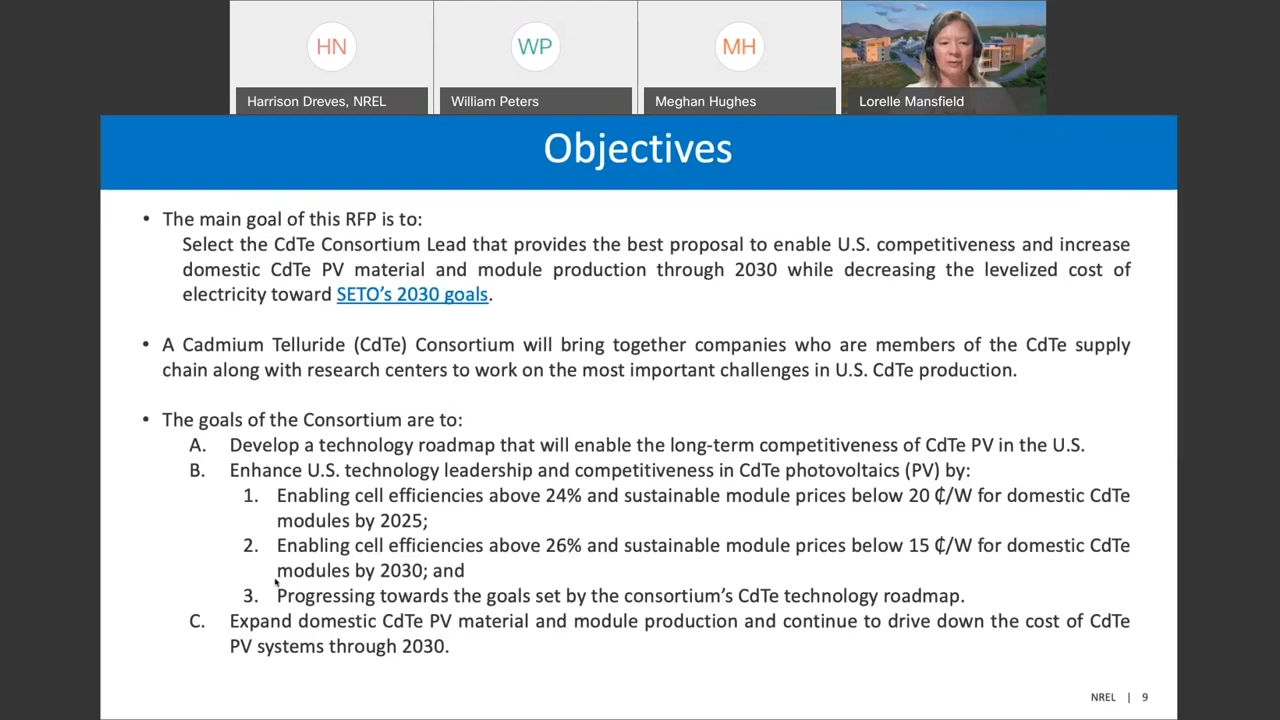 HN
WP
MH
Harrison Dreves, NREL
William Peters
Meghan Hughes
Lorelle Mansfield
Objectives
• The main goal of this RFP is to:
Select the CdTe Consortium Lead that provides the best proposal to enable U.S. competitiveness and increase
domestic CdTe PV material and module production through 2030 while decreasing the levelized cost of
electricity toward SETO's 2030 goals.
• A Cadmium Telluride (CdTe) Consortium will bring together companies who are members of the CdTe supply
chain along with research centers to work on the most important challenges in U.S. CdTe production.
• The goals of the Consortium are to:
A. Develop a technology roadmap that will enable the long-term competitiveness of CdTe PV in the U.S.
B. Enhance U.S. technology leadership and competitiveness in CdTe photovoltaics (PV) by:
1. Enabling cell efficiencies above 24% and sustainable module prices below 20 ₵/W for domestic CdTe
modules by 2025;
2. Enabling cell efficiencies above 26% and sustainable module prices below 15 ₵/W for domestic CdTe
modules by 2030; and
3. Progressing towards the goals set by the consortium's CdTe technology roadmap.
C. Expand domestic CdTe PV material and module production and continue to drive down the cost of CdTe
PV systems through 2030.
NREL | 9